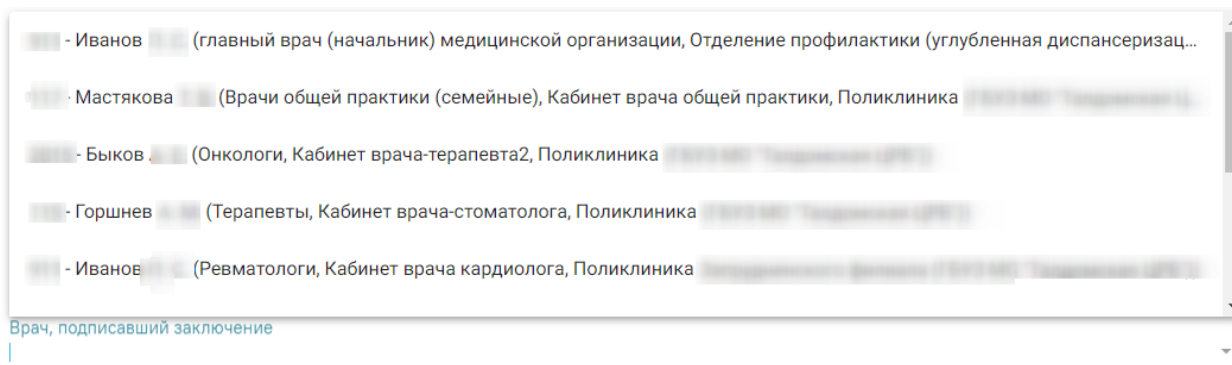 - Иванов (главный врач (начальник) медицинской организации, Отделение профилактики (углубленная диспансеризац...
- Мастякова (Врачи общей практики (семейные), Кабинет врача общей практики, Поликлиника
- Быков (Онкологи, Кабинет врача-терапевта2, Поликлиника
- Горшнев (Терапевты, Кабинет врача-стоматолога, Поликлиника
- Иванов (Ревматологи, Кабинет врача кардиолога, Поликлиника
Врач, подписавший заключение